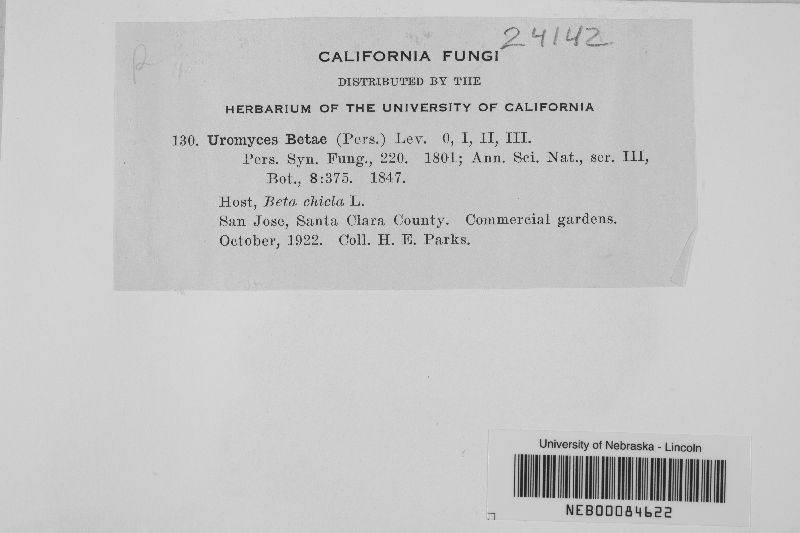 24142
CALIFORNIA FUNGI
DISTRIBUTED BY THE
HERBARIUM OF THE UNIVERSITY OF CALIFORNIA
130. Uromyces Betae (Pers.) Lev. 0, I, II, III.
Pers. Syn. Fung., 220. 1801; Ann. Sci. Nat., ser. III,
Bot., 8:375. 1847.
Host, Beta chicla L.
San Jose, Santa Clara County. Commercial gardens.
October, 1922. Coll. H. E. Parks.
University of Nebraska - Lincoln
NEB00084622